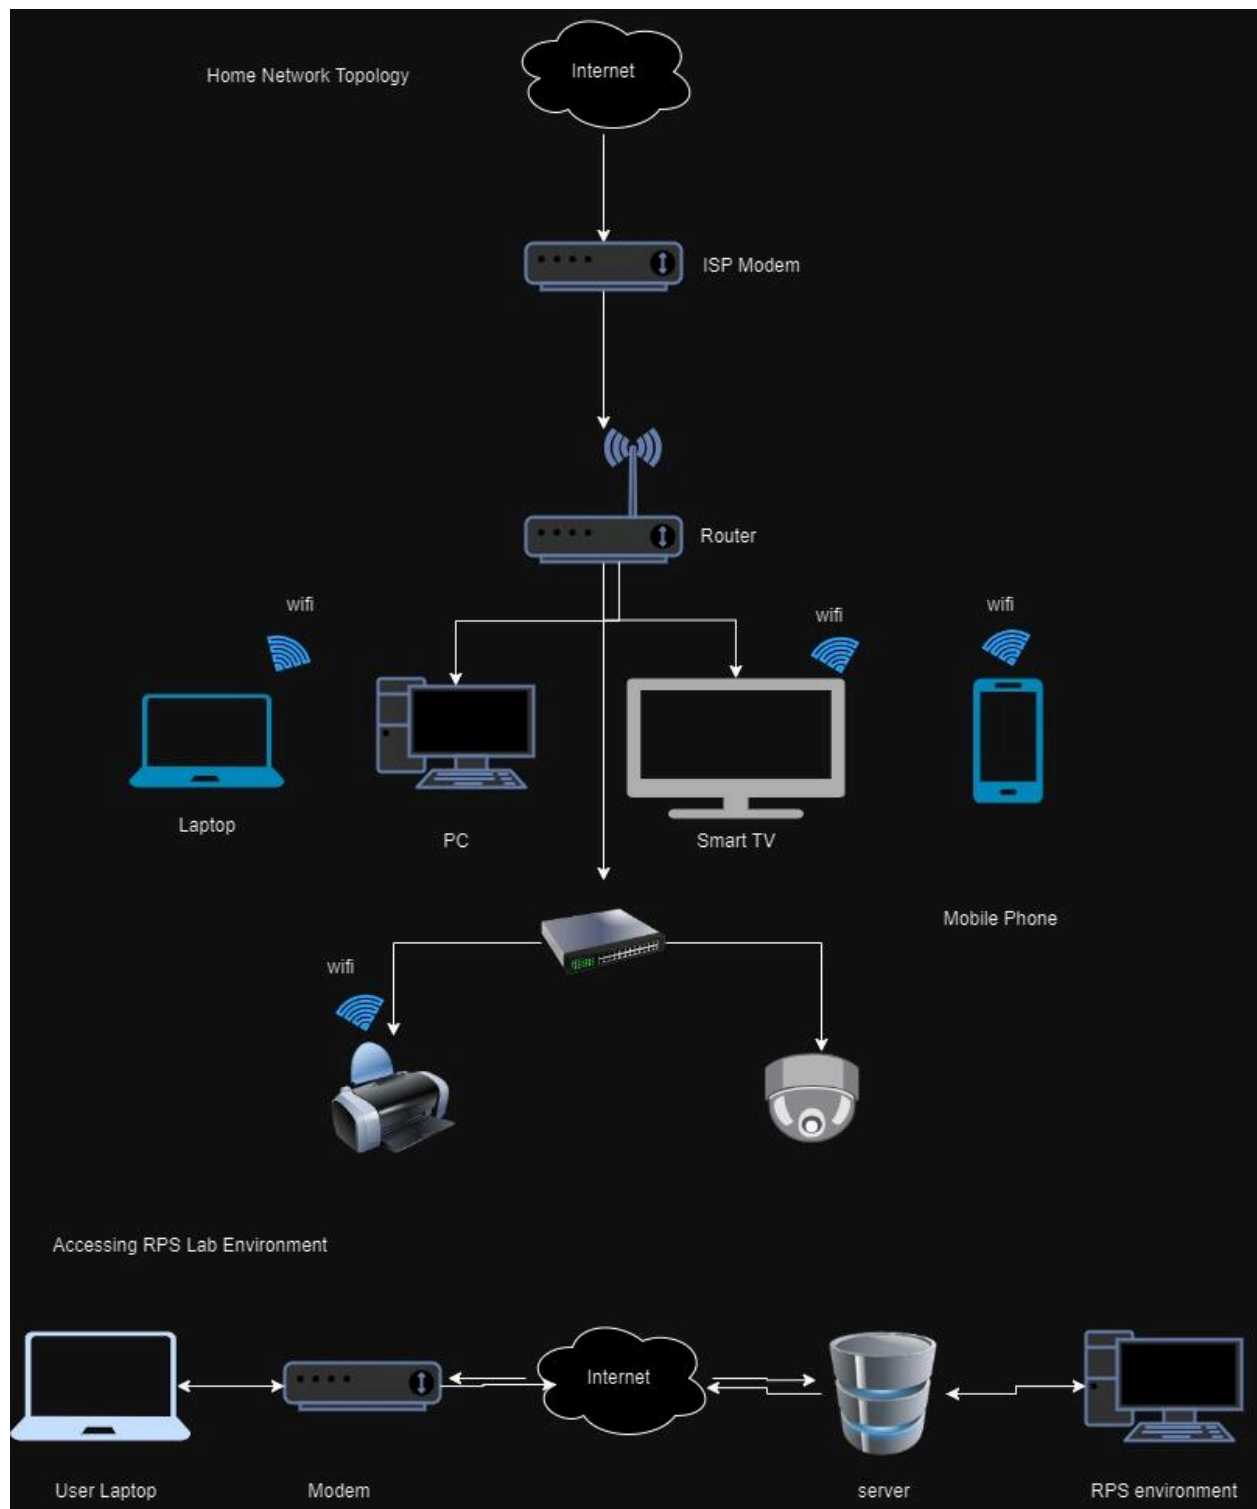 Home Network Topology
Internet
ISP Modem
Router
wifi
wifi
wifi
Laptop
PC
Smart TV
Mobile Phone
wifi
Accessing RPS Lab Environment
Internet
User Laptop
Modem
server
RPS environment